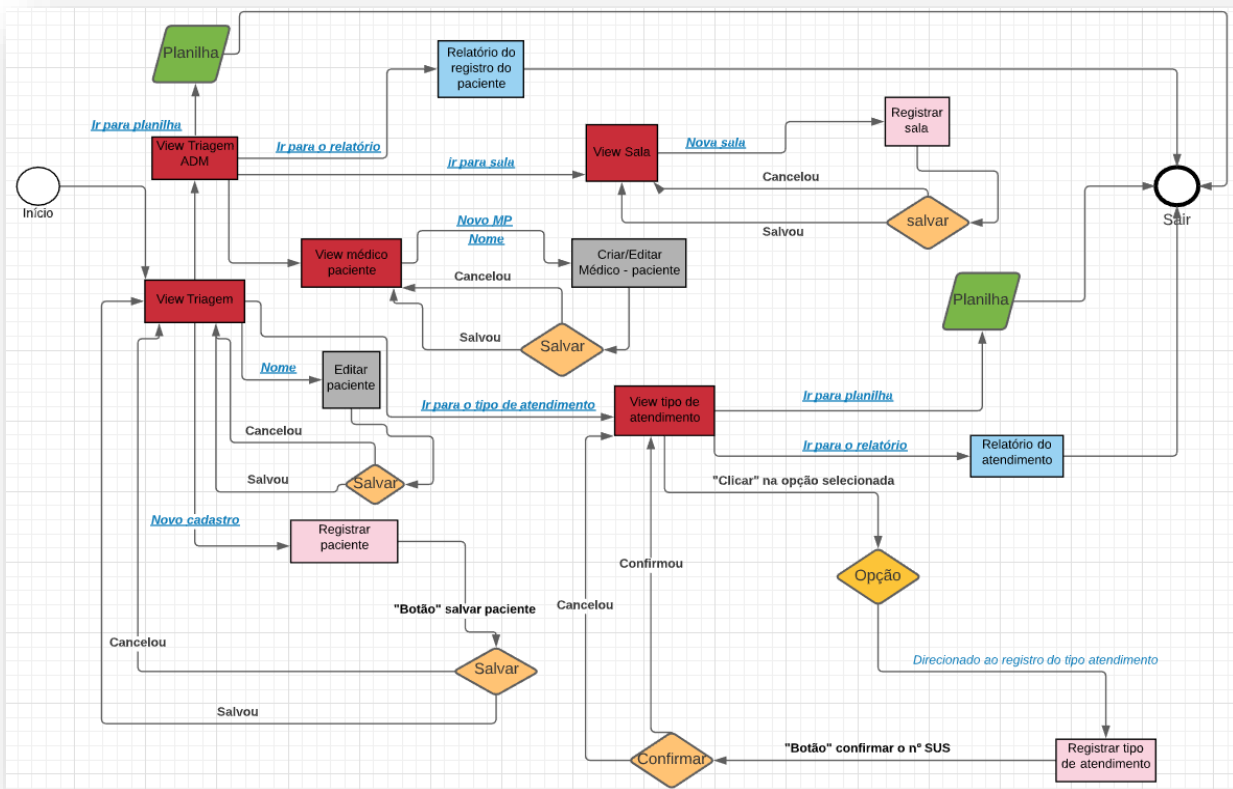 Planilha
Relatório do
registro do
paciente
Ir para planilha
View Triagem
ADM
Ir para o relatório
ir para sala
View Sala
Nova sala
Registrar
sala
Cancelou
salvar
Salvou
Sair
Início
View médico
paciente
Novo MP
Nome
Criar/Editar
Médico - paciente
Cancelou
Salvou
Salvar
View Triagem
Nome
Editar
paciente
Cancelou
Salvou
Salvar
Ir para o tipo de atendimento
View tipo de
atendimento
Planilha
Ir para planilha
Ir para o relatório
Relatório do
atendimento
"Clicar" na opção selecionada
Novo cadastro
Registrar
paciente
"Botão" salvar paciente
Cancelou
Salvar
Salvou
Confirmou
Cancelou
Opção
Direcionado ao registro do tipo atendimento
Registrar tipo
de atendimento
"Botão" confirmar o nº SUS
Confirmar